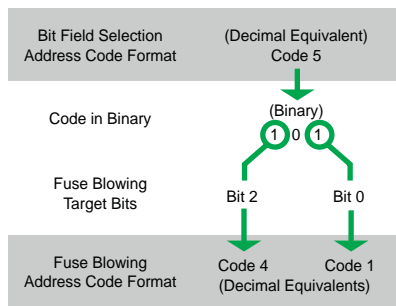 Bit Field Selection
Address Code Format
(Decimal Equivalent)
Code 5
Code in Binary
(Binary)
1 0 1
Fuse Blowing
Target Bits
Bit 2
Bit 0
Fuse Blowing
Address Code Format
Code 4
Code 1
(Decimal Equivalents)